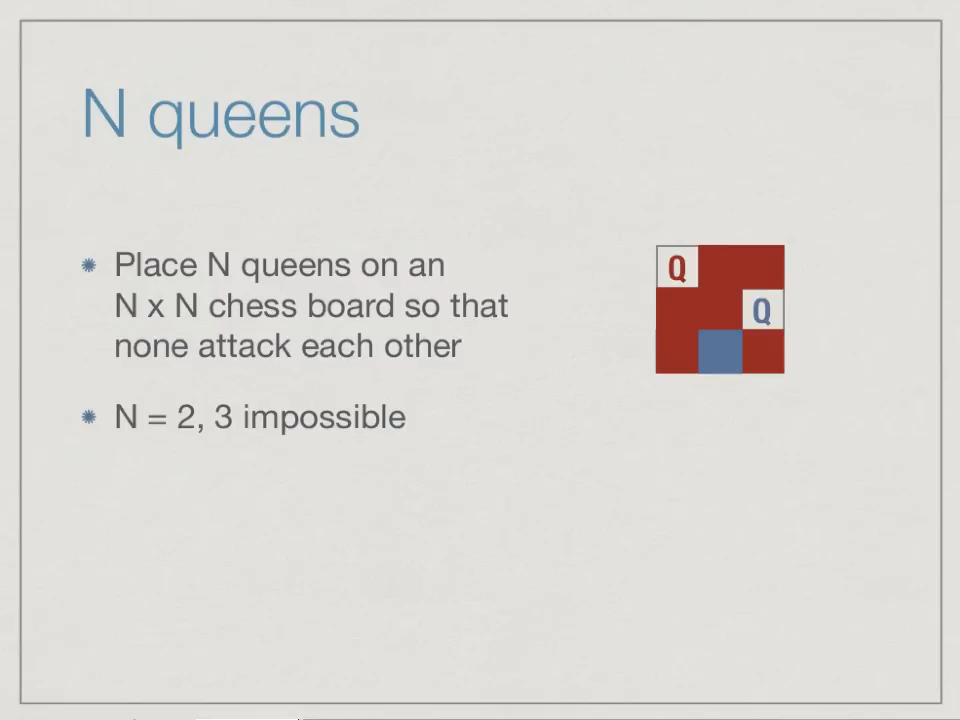 N queens
Place N queens on an
N x N chess board so that
none attack each other
N = 2, 3 impossible
Q
Q